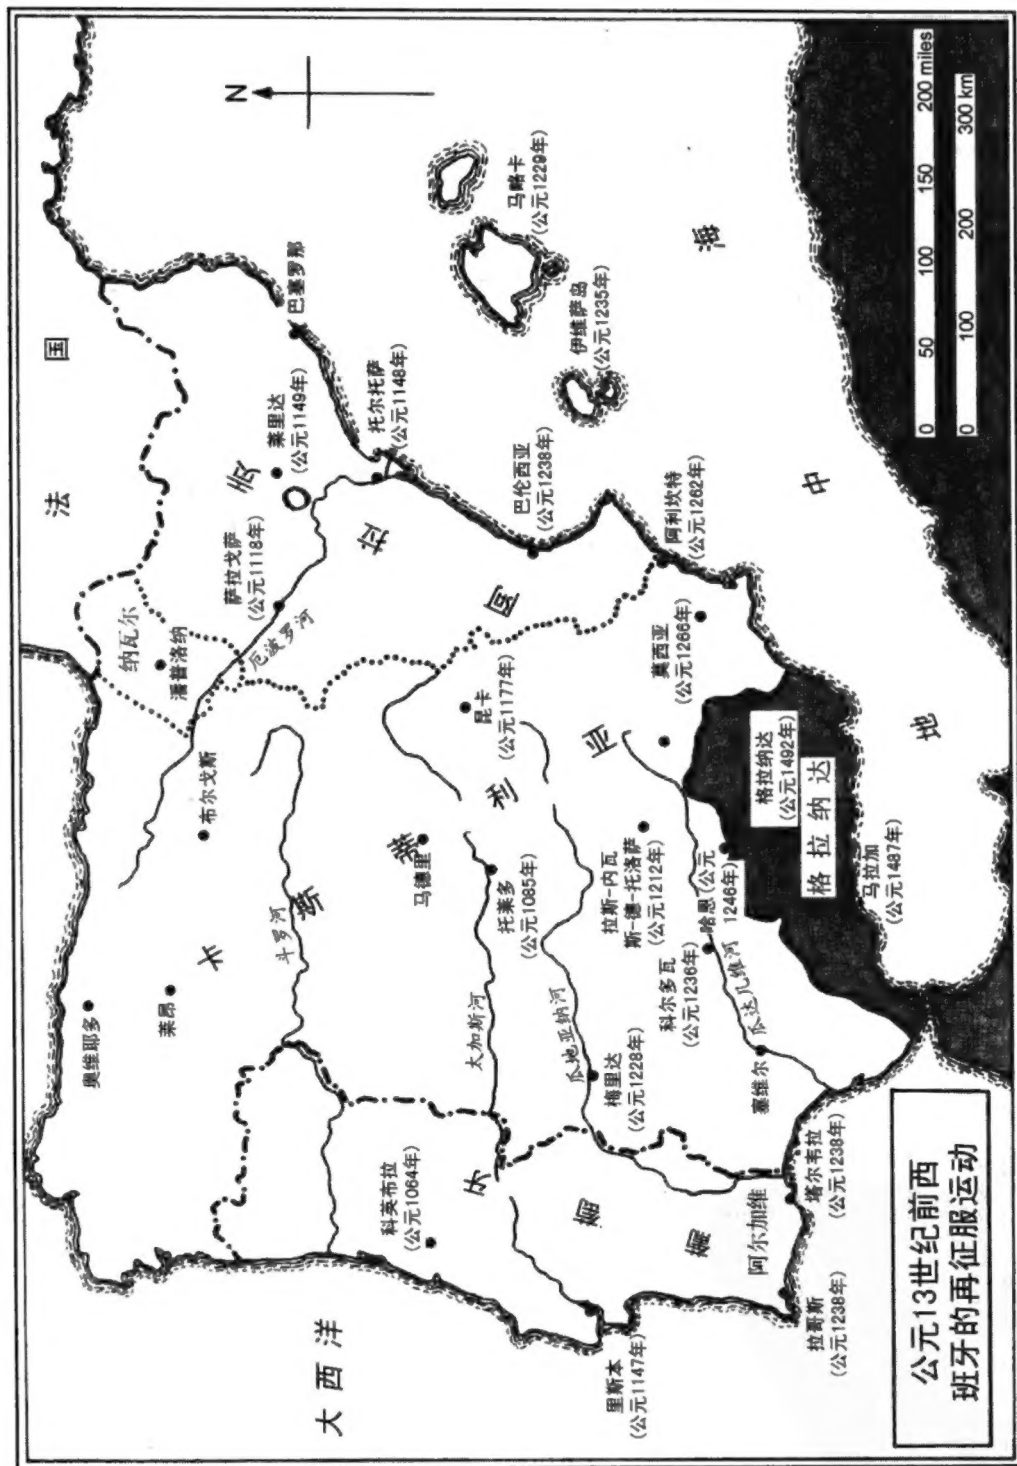 公元13世纪前西
班牙的再征服运动
N
法国
大西洋
地中海
纳瓦尔
潘普洛纳
奥维耶多
莱昂
布尔戈斯
萨拉戈萨
(公元1118年)
莱里达
(公元1149年)
巴塞罗那
托尔托萨
(公元1148年)
厄波罗河
斗罗河
卡斯蒂利亚
阿拉贡
马德里
昆卡
(公元1177年)
巴伦西亚
(公元1238年)
马略卡
(公元1229年)
伊维萨岛
(公元1235年)
阿利坎特
(公元1262年)
莫西亚
(公元1266年)
托莱多
(公元1085年)
太加斯河
瓜地亚纳河
拉斯-内瓦
斯-德-托洛萨
(公元1212年)
科英布拉
(公元1064年)
里斯本
(公元1147年)
梅里达
(公元1228年)
科尔多瓦
(公元1236年)
哈恩(公元
1246年)
瓜达几维河
塞维尔
格拉纳达
(公元1492年)
格拉纳达
马拉加
(公元1487年)
阿尔加维
塔尔韦拉
(公元1238年)
拉哥斯
(公元1238年)
0 50 100 150 200 miles
0 100 200 300 km